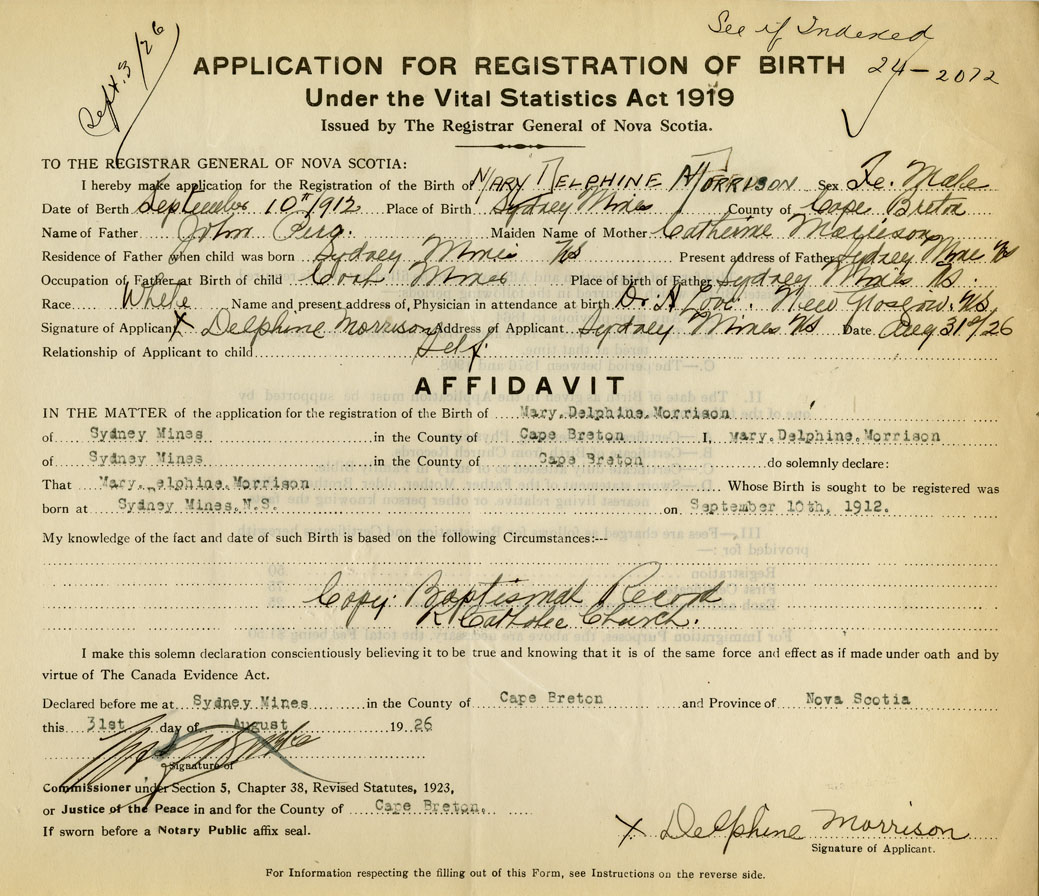 See if Indexed
Sept. 3/26
24-2072
APPLICATION FOR REGISTRATION OF BIRTH
Under the Vital Statistics Act 1919
Issued by The Registrar General of Nova Scotia.
TO THE REGISTRAR GENERAL OF NOVA SCOTIA:
I hereby make application for the Registration of the Birth of MARY DELPHINE MORRISON Sex Fe. Male
Date of Berth September 10th 1912 Place of Birth Sydney Mines County of Cape Breton
Name of Father John Maiden Name of Mother Catherine Morrison
Residence of Father when child was born Sydney Mines NS Present address of Father Sydney Mines NS
Occupation of Father at Birth of child Coal Miner Place of birth of Father Sydney Mines NS.
Race White Name and present address, Physician in attendance at birth Dr. New Glasgow. NS
Signature of Applicant X Delphine Morrison Address of Applicant Sydney Mines NS Date Aug 31st/26
Relationship of Applicant to child Self.
AFFIDAVIT
IN THE MATTER of the application for the registration of the Birth of Mary.Delphine.Morrison
of Sydney Mines in the County of Cape Breton I, Mary.Delphine.Morrison
of Sydney Mines in the County of Cape Breton do solemnly declare:
That Mary. elphine.Morrison Whose Birth is sought to be registered was
born at Sydney Mines.N.S. on September 10th, 1912.
My knowledge of the fact and date of such Birth is based on the following Circumstances:---
Copy: Baptismal Record
R Catholic Church.
I make this solemn declaration conscientiously believing it to be true and knowing that it is of the same force and effect as if made under oath and by
virtue of The Canada Evidence Act.
Declared before me at Sydney Mines in the County of Cape Breton and Province of Nova Scotia
this 31st day of August 19 26
Signature of
Commissioner under Section 5, Chapter 38, Revised Statutes, 1923,
or Justice of the Peace in and for the County of Cape Breton.
If sworn before a Notary Public affix seal.
X Delphine Morrison
Signature of Applicant.
For Information respecting the filling out of this Form, see Instructions on the reverse side.